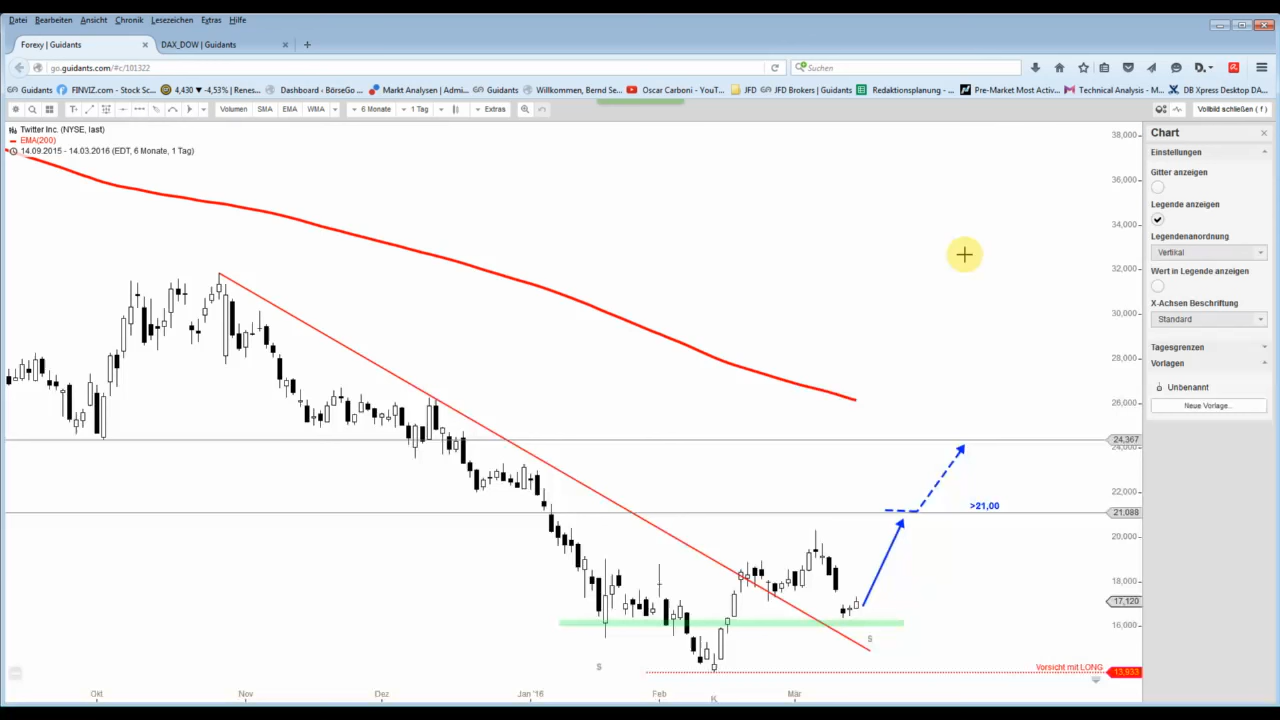 Datei Bearbeiten Ansicht Chronik Lesezeichen Extras Hilfe
Forexy | Guidants × DAX_DOW | Guidants × +
go.guidants.com/#c/101322 Suchen
Guidants FINVIZ.com - Stock Sc... 4,430 ▼ -4,53% | Renes... Dashboard ‹ BörseGo ... Markt Analysen | Admi... Guidants Willkommen, Bernd Se... Oscar Carboni - YouT... JFD JFD Brokers | Guidants Redaktionsplanung - ... Pre-Market Most Activ... Technical Analysis - M... DB Xpress Desktop DA...
Volumen SMA EMA WMA 6 Monate 1 Tag Extras Vollbild schließen ( f )
Twitter Inc. (NYSE, last)
EMA(200)
14.09.2015 - 14.03.2016 (EDT, 6 Monate, 1 Tag)
38,000
36,000
34,000
32,000
30,000
28,000
26,000
24,367
24,000
22,000
>21,00
21,088
20,000
18,000
17,120
16,000
S
S
Vorsicht mit LONG
13,933
Okt Nov Dez Jan '16 Feb Mär
K
Chart
Einstellungen
Gitter anzeigen
Legende anzeigen
Legendenanordnung
Vertikal
Wert in Legende anzeigen
X-Achsen Beschriftung
Standard
Tagesgrenzen
Vorlagen
Unbenannt
Neue Vorlage...